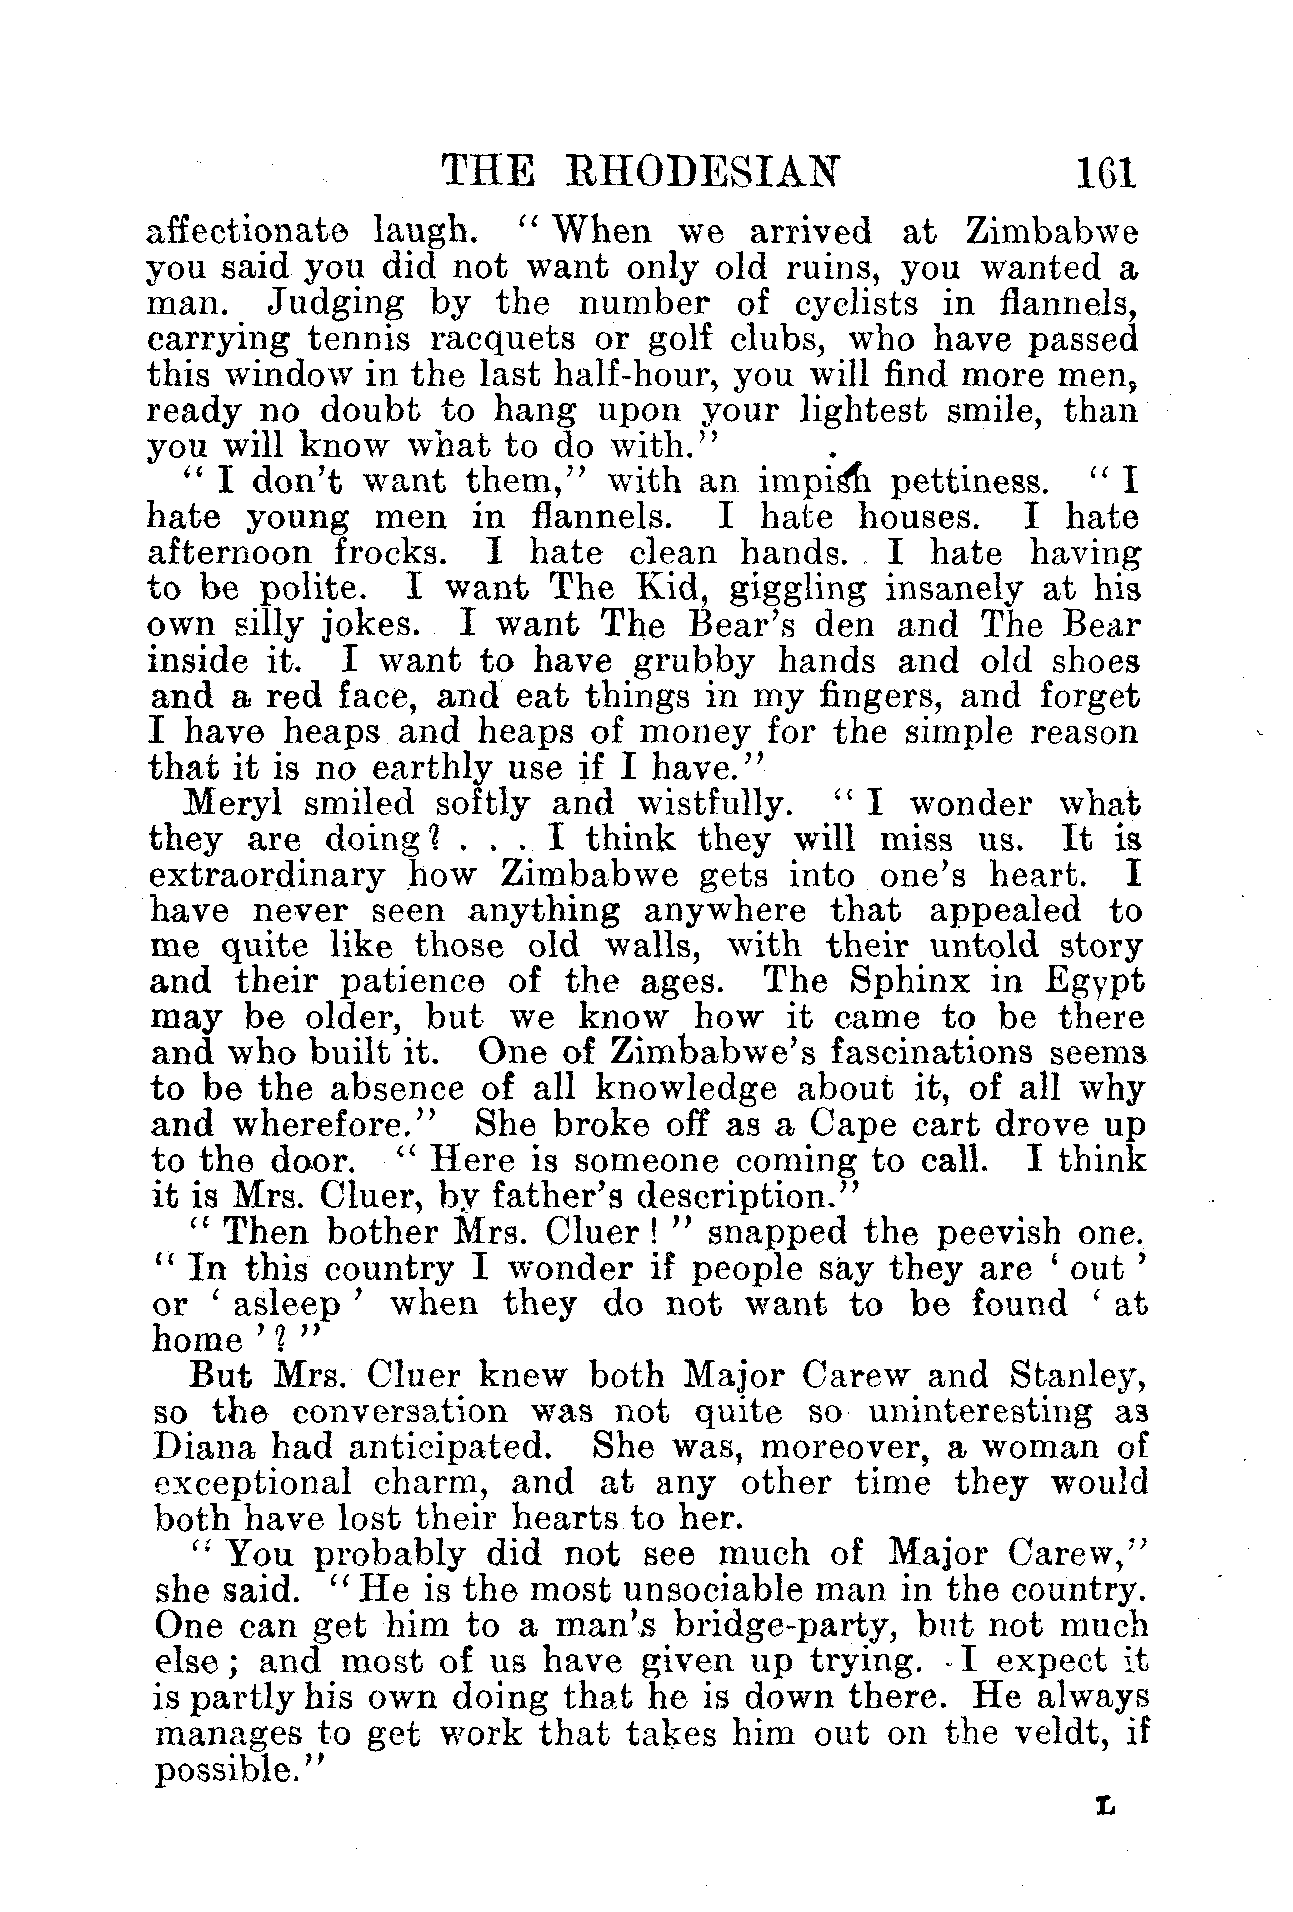 THE RHODESIAN 161
affectionate laugh. " When we arrived at Zimbabwe
you said you did not want only old ruins, you wanted a
man. Judging by the number of cyclists in flannels,
carrying tennis racquets or golf clubs, who have passed
this window in the last half-hour, you will find more men,
ready no doubt to hang upon your lightest smile, than
you will know what to do with."
" I don't want them," with an impish pettiness. " I
hate young men in flannels. I hate houses. I hate
afternoon frocks. I hate clean hands. I hate having
to be polite. I want The Kid, giggling insanely at his
own silly jokes. I want The Bear's den and The Bear
inside it. I want to have grubby hands and old shoes
and a red face, and eat things in my fingers, and forget
I have heaps and heaps of money for the simple reason
that it is no earthly use if I have."
Meryl smiled softly and wistfully. " I wonder what
they are doing? . . . I think they will miss us. It is
extraordinary how Zimbabwe gets into one's heart. I
have never seen anything anywhere that appealed to
me quite like those old walls, with their untold story
and their patience of the ages. The Sphinx in Egypt
may be older, but we know how it came to be there
and who built it. One of Zimbabwe's fascinations seems
to be the absence of all knowledge about it, of all why
and wherefore." She broke off as a Cape cart drove up
to the door. " Here is someone coming to call. I think
it is Mrs. Cluer, by father's description."
" Then bother Mrs. Cluer ! " snapped the peevish one.
" In this country I wonder if people say they are ' out '
or ' asleep ' when they do not want to be found ' at
home ' ? "
But Mrs. Cluer knew both Major Carew and Stanley,
so the conversation was not quite so uninteresting as
Diana had anticipated. She was, moreover, a woman of
exceptional charm, and at any other time they would
both have lost their hearts to her.
" You probably did not see much of Major Carew,"
she said. " He is the most unsociable man in the country.
One can get him to a man's bridge-party, but not much
else ; and most of us have given up trying. I expect it
is partly his own doing that he is down there. He always
manages to get work that takes him out on the veldt, if
possible."
L